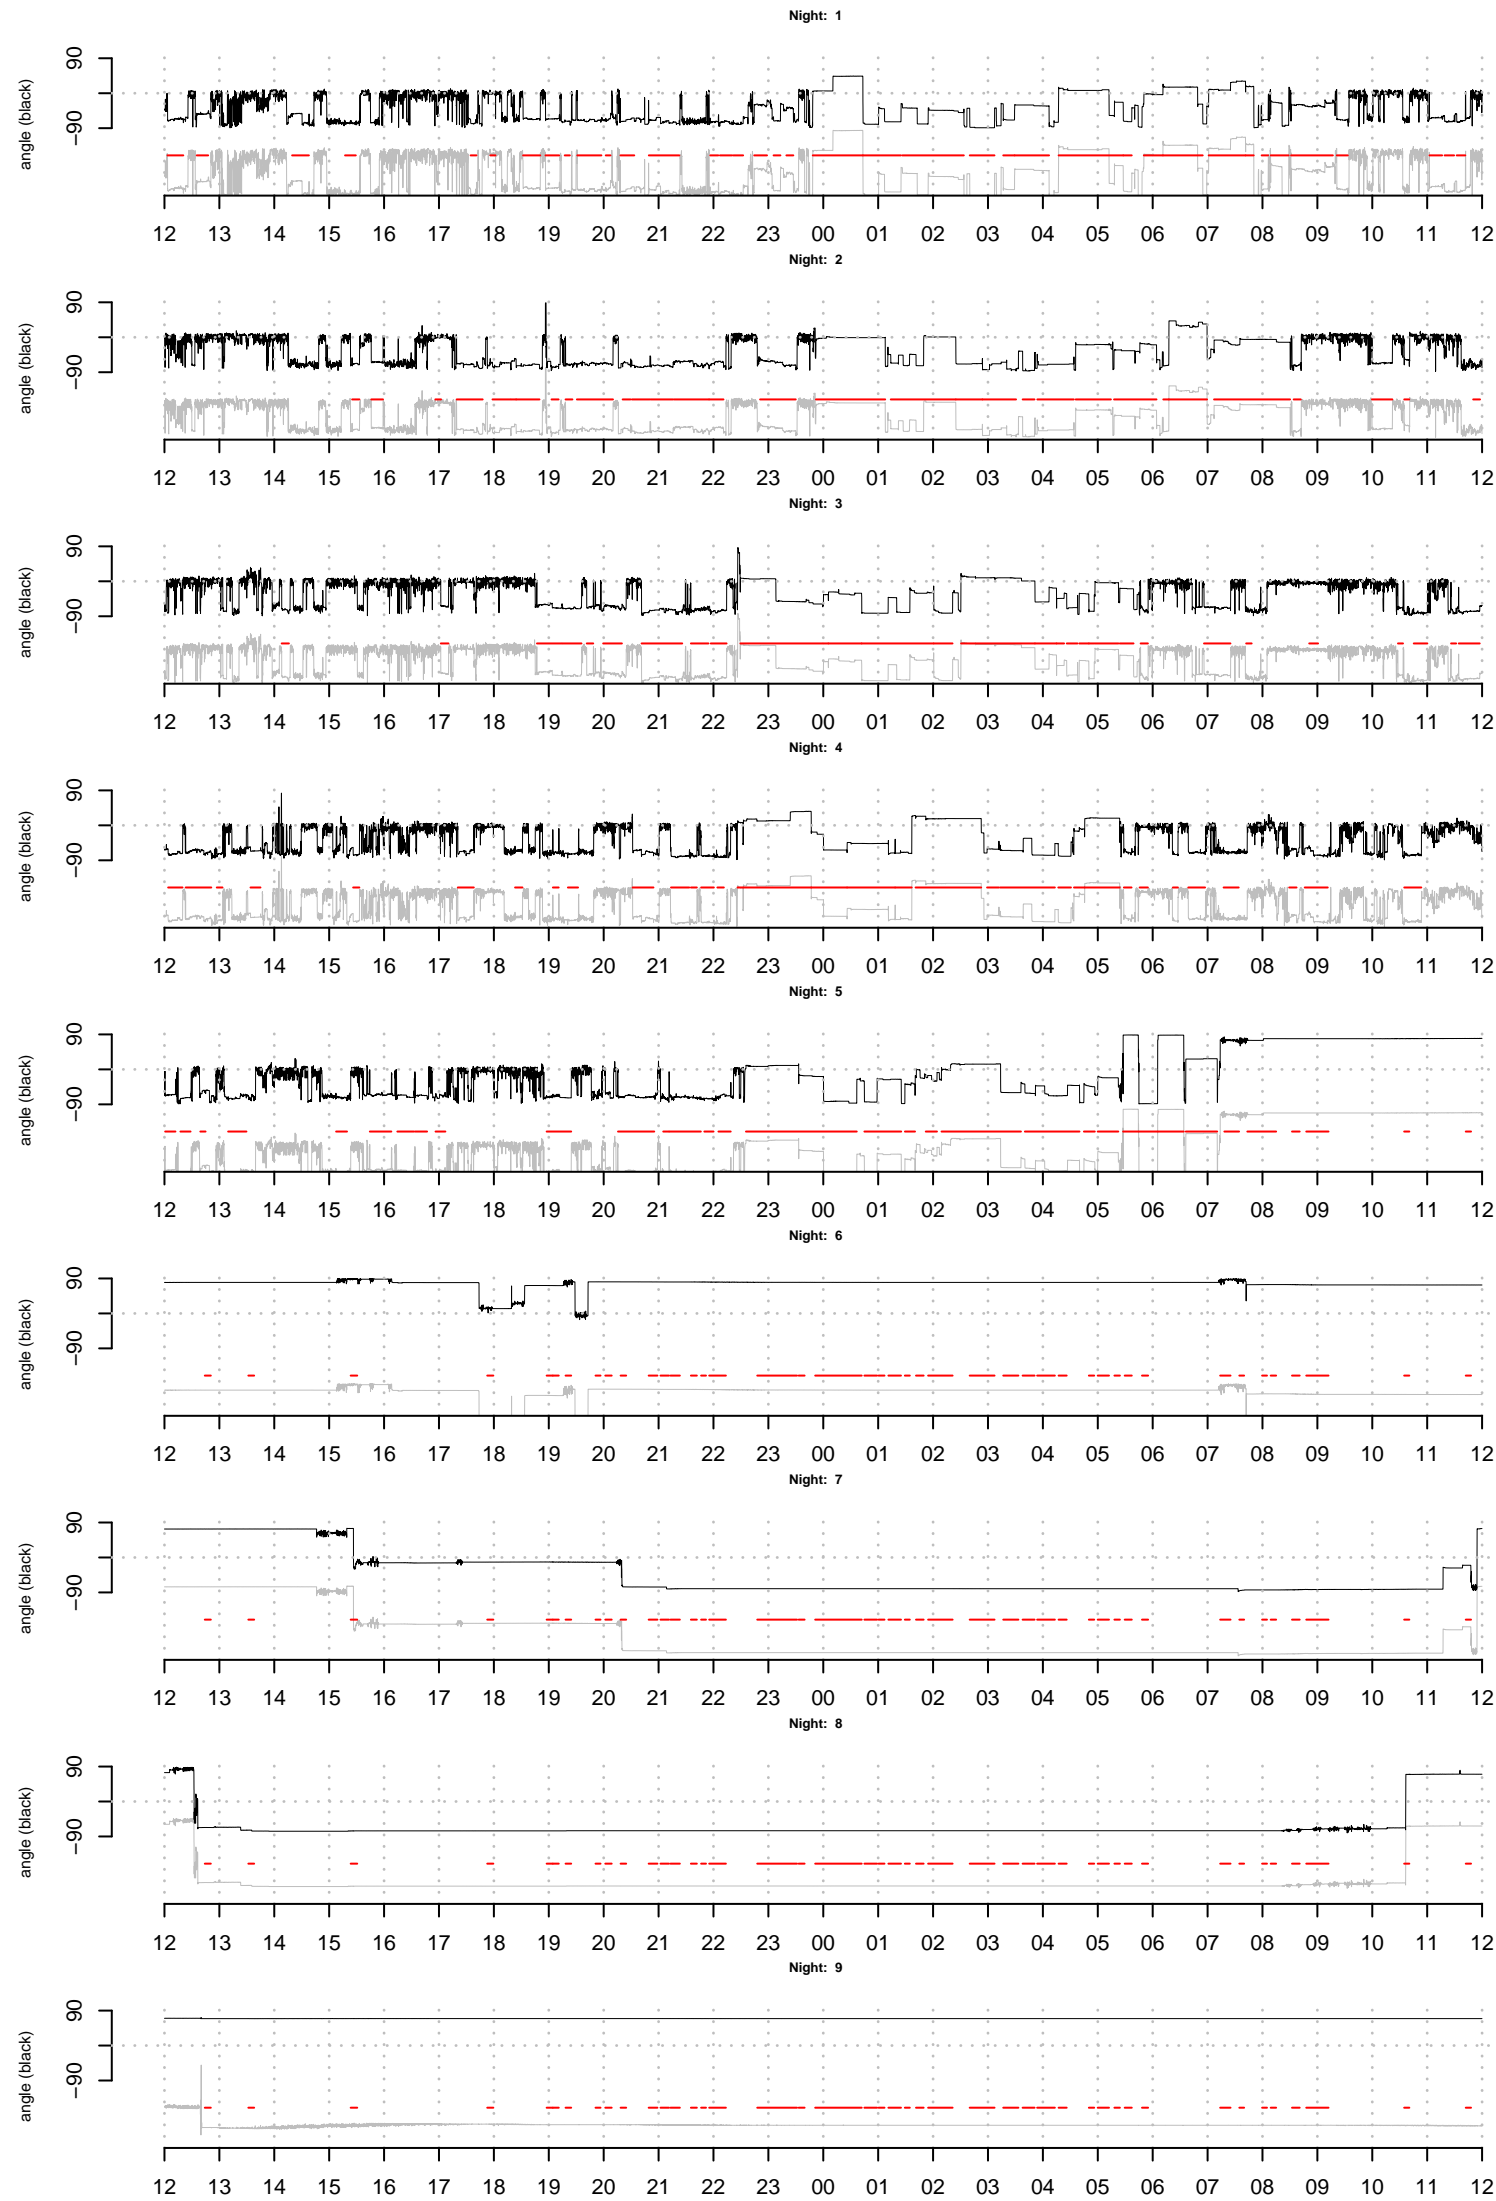 Night: 1
90
-90
angle (black)
12 13 14 15 16 17 18 19 20 21 22 23 00 01 02 03 04 05 06 07 08 09 10 11 12
Night: 2
90
-90
angle (black)
12 13 14 15 16 17 18 19 20 21 22 23 00 01 02 03 04 05 06 07 08 09 10 11 12
Night: 3
90
-90
angle (black)
12 13 14 15 16 17 18 19 20 21 22 23 00 01 02 03 04 05 06 07 08 09 10 11 12
Night: 4
90
-90
angle (black)
12 13 14 15 16 17 18 19 20 21 22 23 00 01 02 03 04 05 06 07 08 09 10 11 12
Night: 5
90
-90
angle (black)
12 13 14 15 16 17 18 19 20 21 22 23 00 01 02 03 04 05 06 07 08 09 10 11 12
Night: 6
90
-90
angle (black)
12 13 14 15 16 17 18 19 20 21 22 23 00 01 02 03 04 05 06 07 08 09 10 11 12
Night: 7
90
-90
angle (black)
12 13 14 15 16 17 18 19 20 21 22 23 00 01 02 03 04 05 06 07 08 09 10 11 12
Night: 8
90
-90
angle (black)
12 13 14 15 16 17 18 19 20 21 22 23 00 01 02 03 04 05 06 07 08 09 10 11 12
Night: 9
90
-90
angle (black)
12 13 14 15 16 17 18 19 20 21 22 23 00 01 02 03 04 05 06 07 08 09 10 11 12